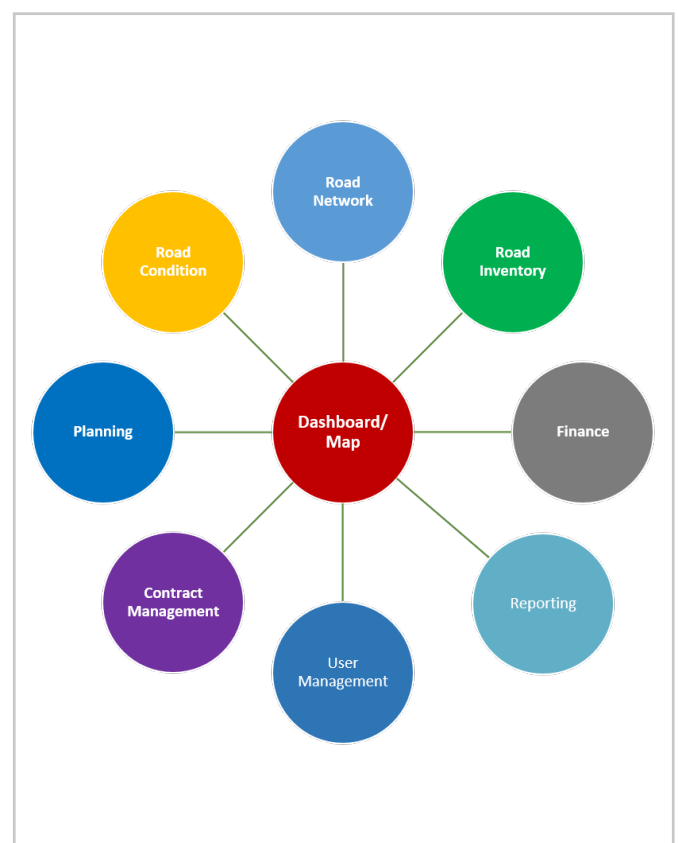 Road
Network
Road
Condition
Road
Inventory
Planning
Dashboard/
Map
Finance
Contract
Management
Reporting
User
Management